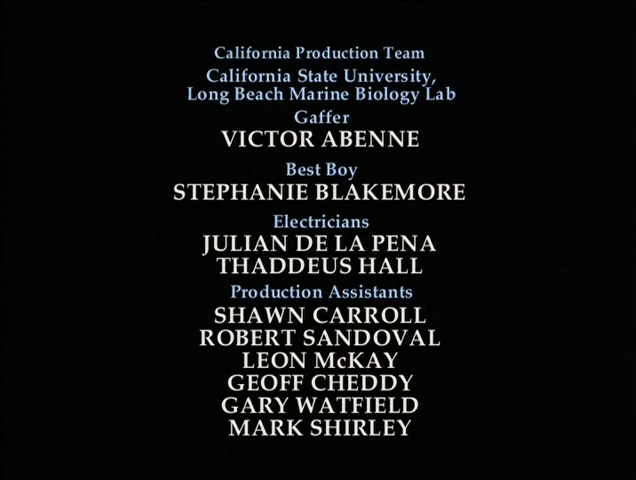 California Production Team
California State University,
Long Beach Marine Biology Lab
Gaffer
VICTOR ABENNE
Best Boy
STEPHANIE BLAKEMORE
Electricians
JULIAN DE LA PENA
THADDEUS HALL
Production Assistants
SHAWN CARROLL
ROBERT SANDOVAL
LEON McKAY
GEOFF CHEDDY
GARY WATFIELD
MARK SHIRLEY